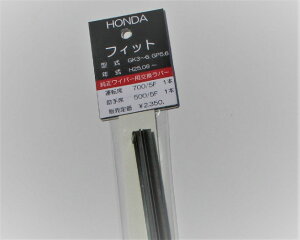 HONDA
フィット
型式 GK3~6.GP5.6
年式 H25.09~
純正ワイパー用交換ラバー
運転席 700/5F 1本
助手席 500/5F 1本
販売定価 ¥2,350.